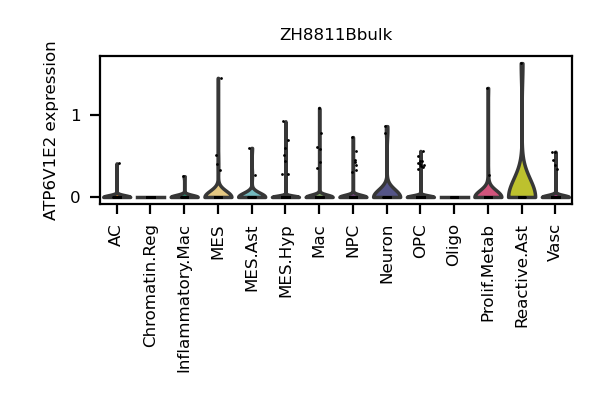 ZH8811Bbulk
ATP6V1E2 expression
1
0
AC
Chromatin.Reg
Inflammatory.Mac
MES
MES.Ast
MES.Hyp
Mac
NPC
Neuron
OPC
Oligo
Prolif.Metab
Reactive.Ast
Vasc